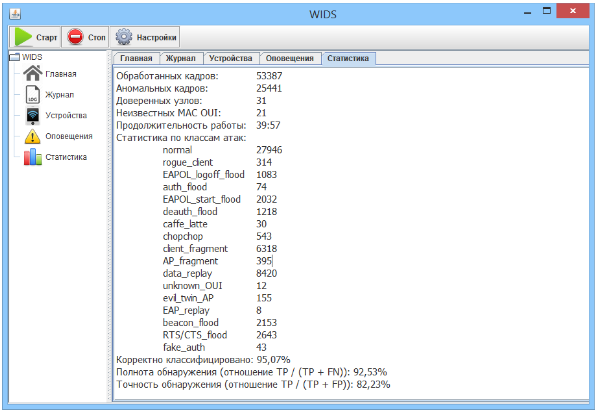 WIDS
Старт Стоп Настройки
WIDS
Главная
Журнал
LOG
Устройства
Оповещения
Статистика
Главная Журнал Устройства Оповещения Статистика
Обработанных кадров: 53387
Аномальных кадров: 25441
Доверенных узлов: 31
Неизвестных MAC OUI: 21
Продолжительность работы: 39:57
Статистика по классам атак:
normal 27946
rogue_client 314
EAPOL_logoff_flood 1083
auth_flood 74
EAPOL_start_flood 2032
deauth_flood 1218
caffe_latte 30
chopchop 543
client_fragment 6318
AP_fragment 395
data_replay 8420
unknown_OUI 12
evil_twin_AP 155
EAP_replay 8
beacon_flood 2153
RTS/CTS_flood 2643
fake_auth 43
Корректно классифицировано: 95,07%
Полнота обнаружения (отношение TP / (TP + FN)): 92,53%
Точность обнаружения (отношение TP / (TP + FP)): 82,23%